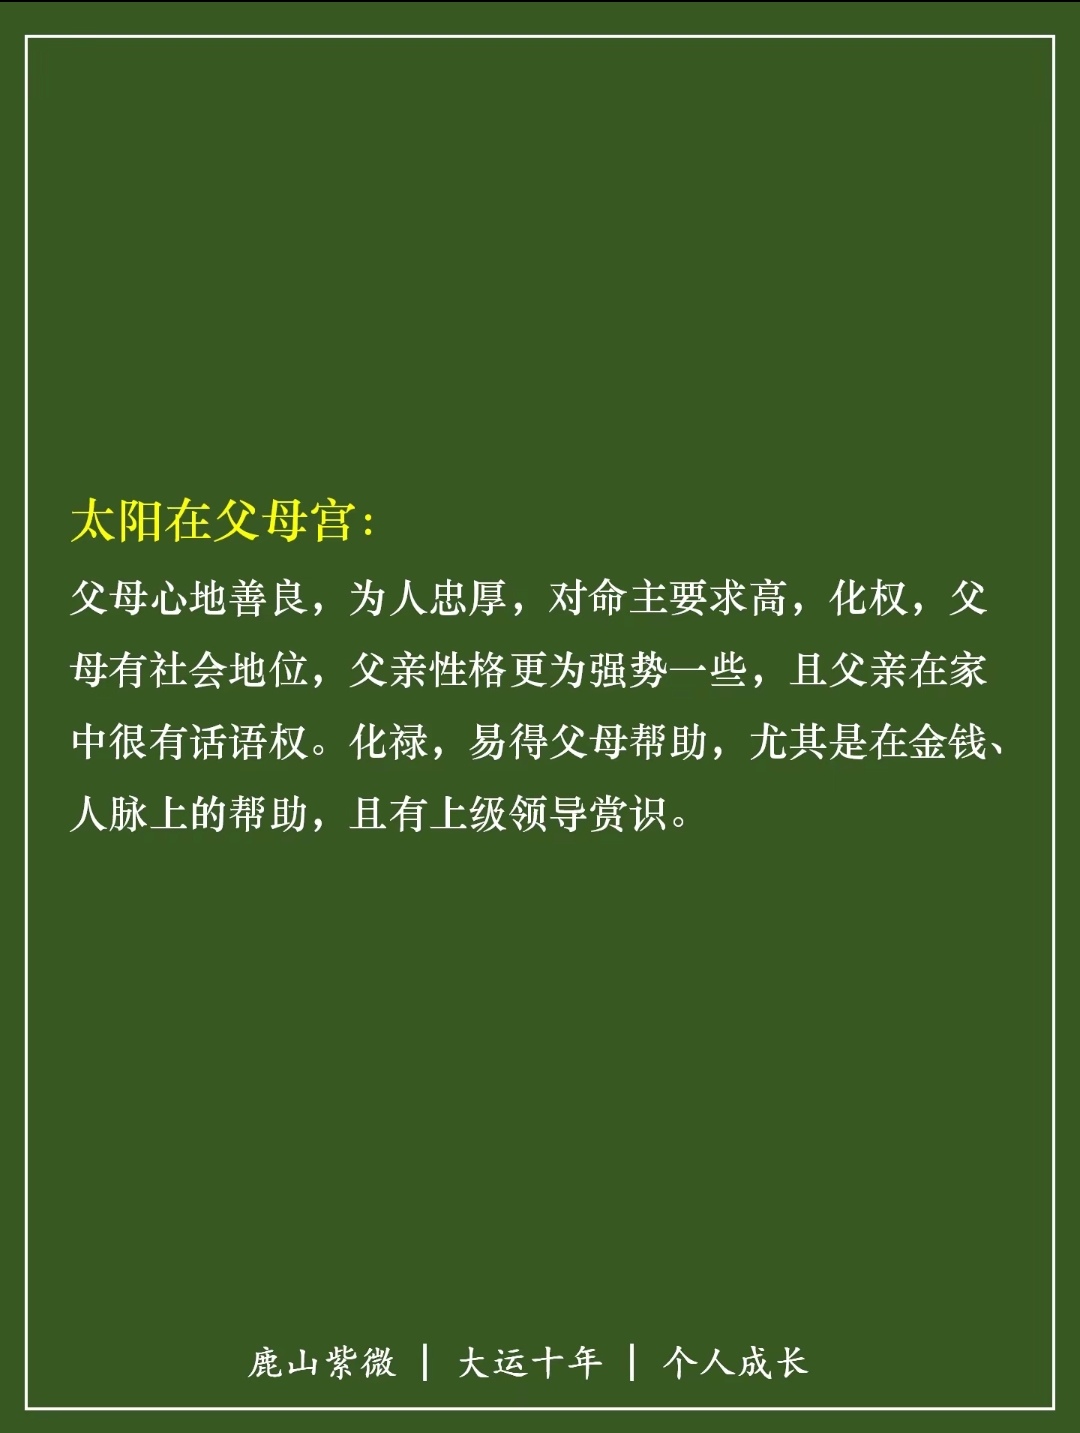 太阳在父母宫：
父母心地善良，为人忠厚，对命主要求高，化权，父
母有社会地位，父亲性格更为强势一些，且父亲在家
中很有话语权。化禄，易得父母帮助，尤其是在金钱、
人脉上的帮助，且有上级领导赏识。
鹿山紫微 | 大运十年 | 个人成长